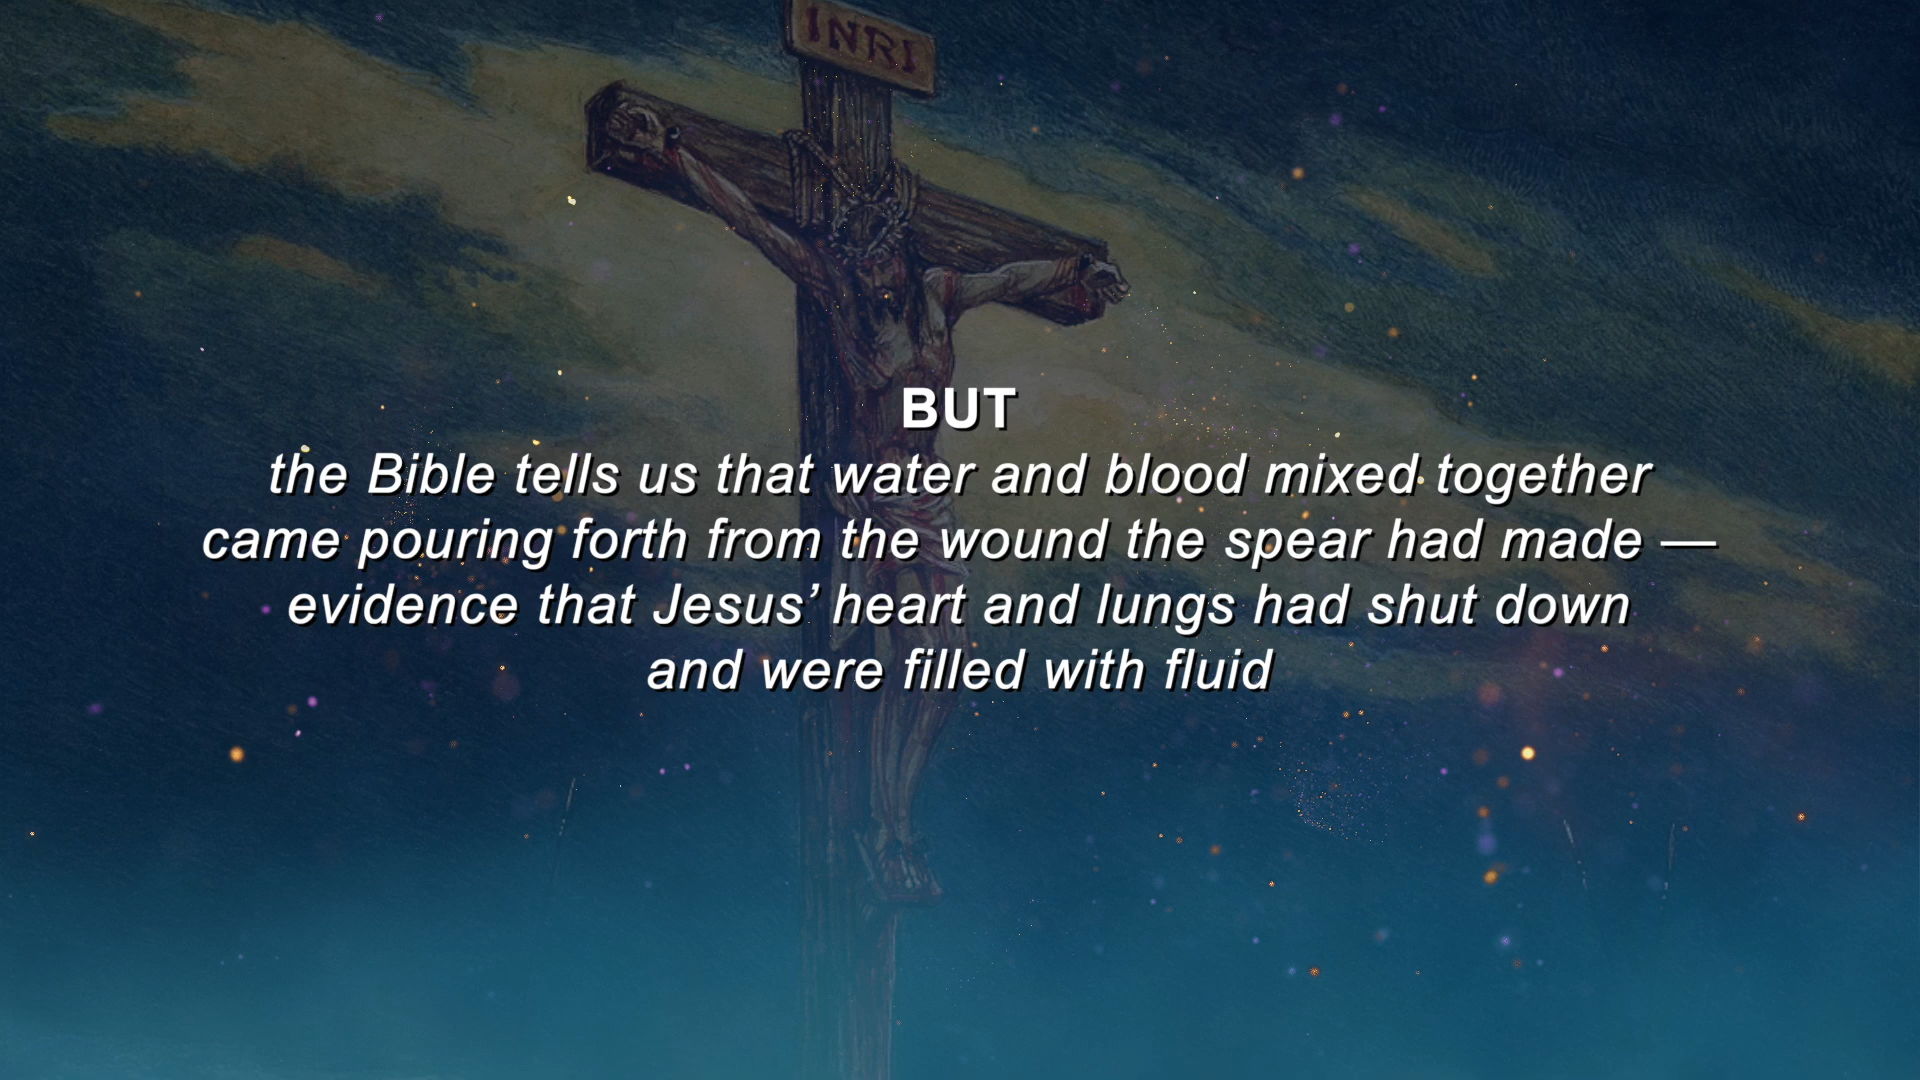 INRI
BUT
the Bible tells us that water and blood mixed together
came pouring forth from the wound the spear had made —
evidence that Jesus’ heart and lungs had shut down
and were filled with fluid